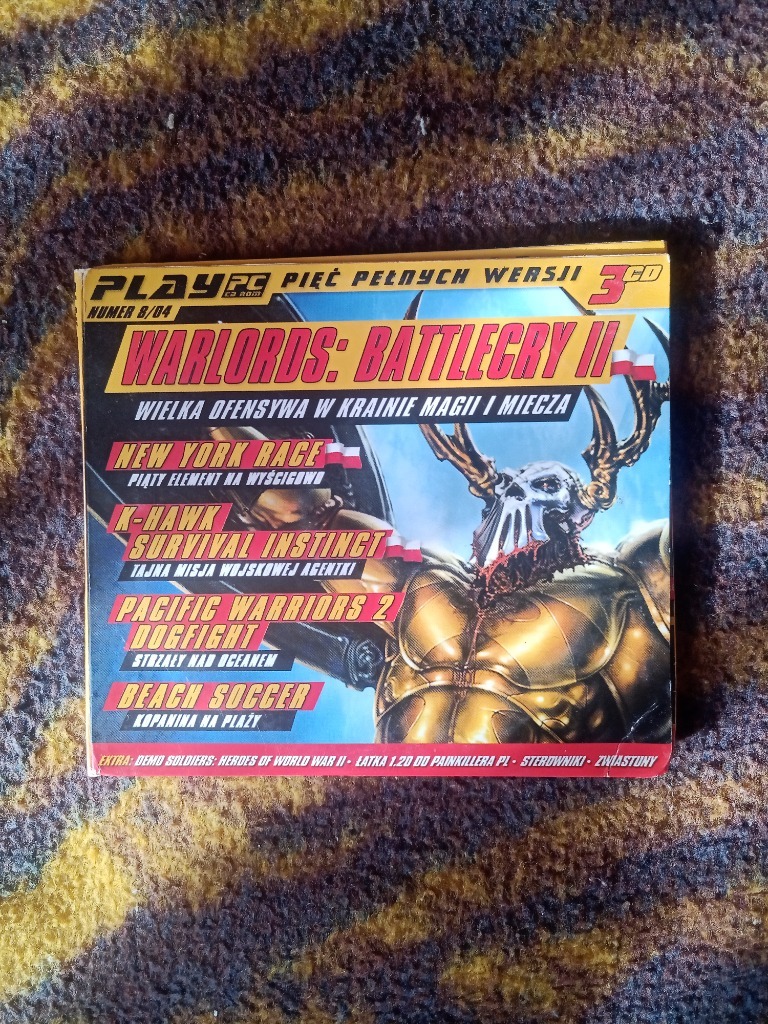 PLAY PC CD ROM PIĘĆ PEŁNYCH WERSJI 3CD
NUMER 8/04
WARLORDS: BATTLECRY II
WIELKA OFENSYWA W KRAINIE MAGII I MIECZA
NEW YORK RACE
PIĄTY ELEMENT NA WYŚCIGOWO
K-HAWK
SURVIVAL INSTINCT
TAJNA MISJA WOJSKOWEJ AGENTKI
PACIFIC WARRIORS 2
DOGFIGHT
STRZAŁY NAD OCEANEM
BEACH SOCCER
KOPANINA NA PLAŻY
EXTRA: DEMO SOLDIERS: HEROES OF WORLD WAR II • ŁATKA 1.20 DO PAINKILLERA PL • STEROWNIKI • ZWIASTUNY